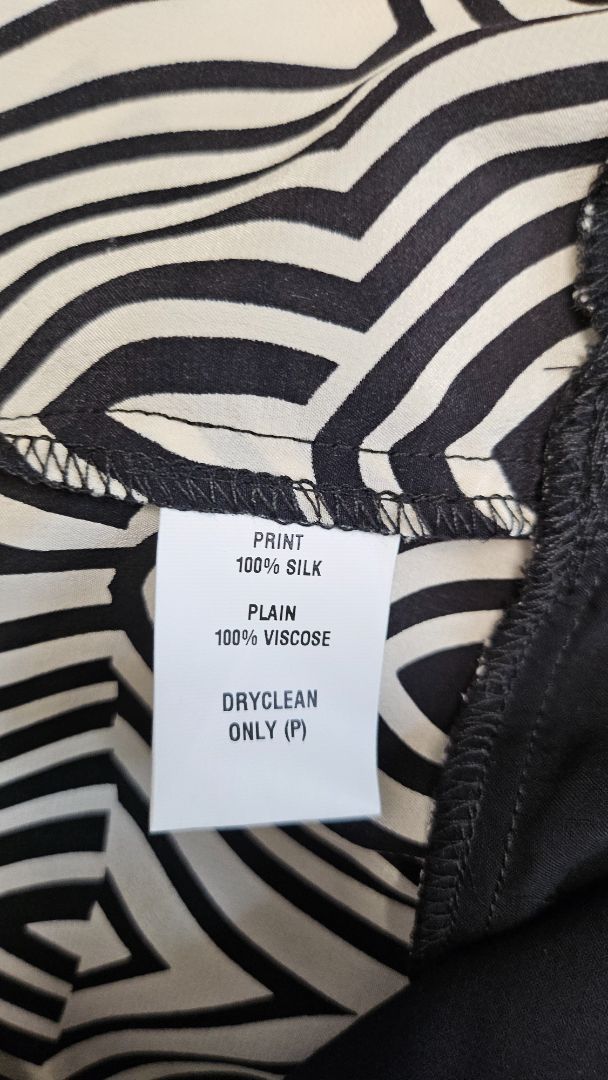 PRINT
100% SILK
PLAIN
100% VISCOSE
DRYCLEAN
ONLY (P)